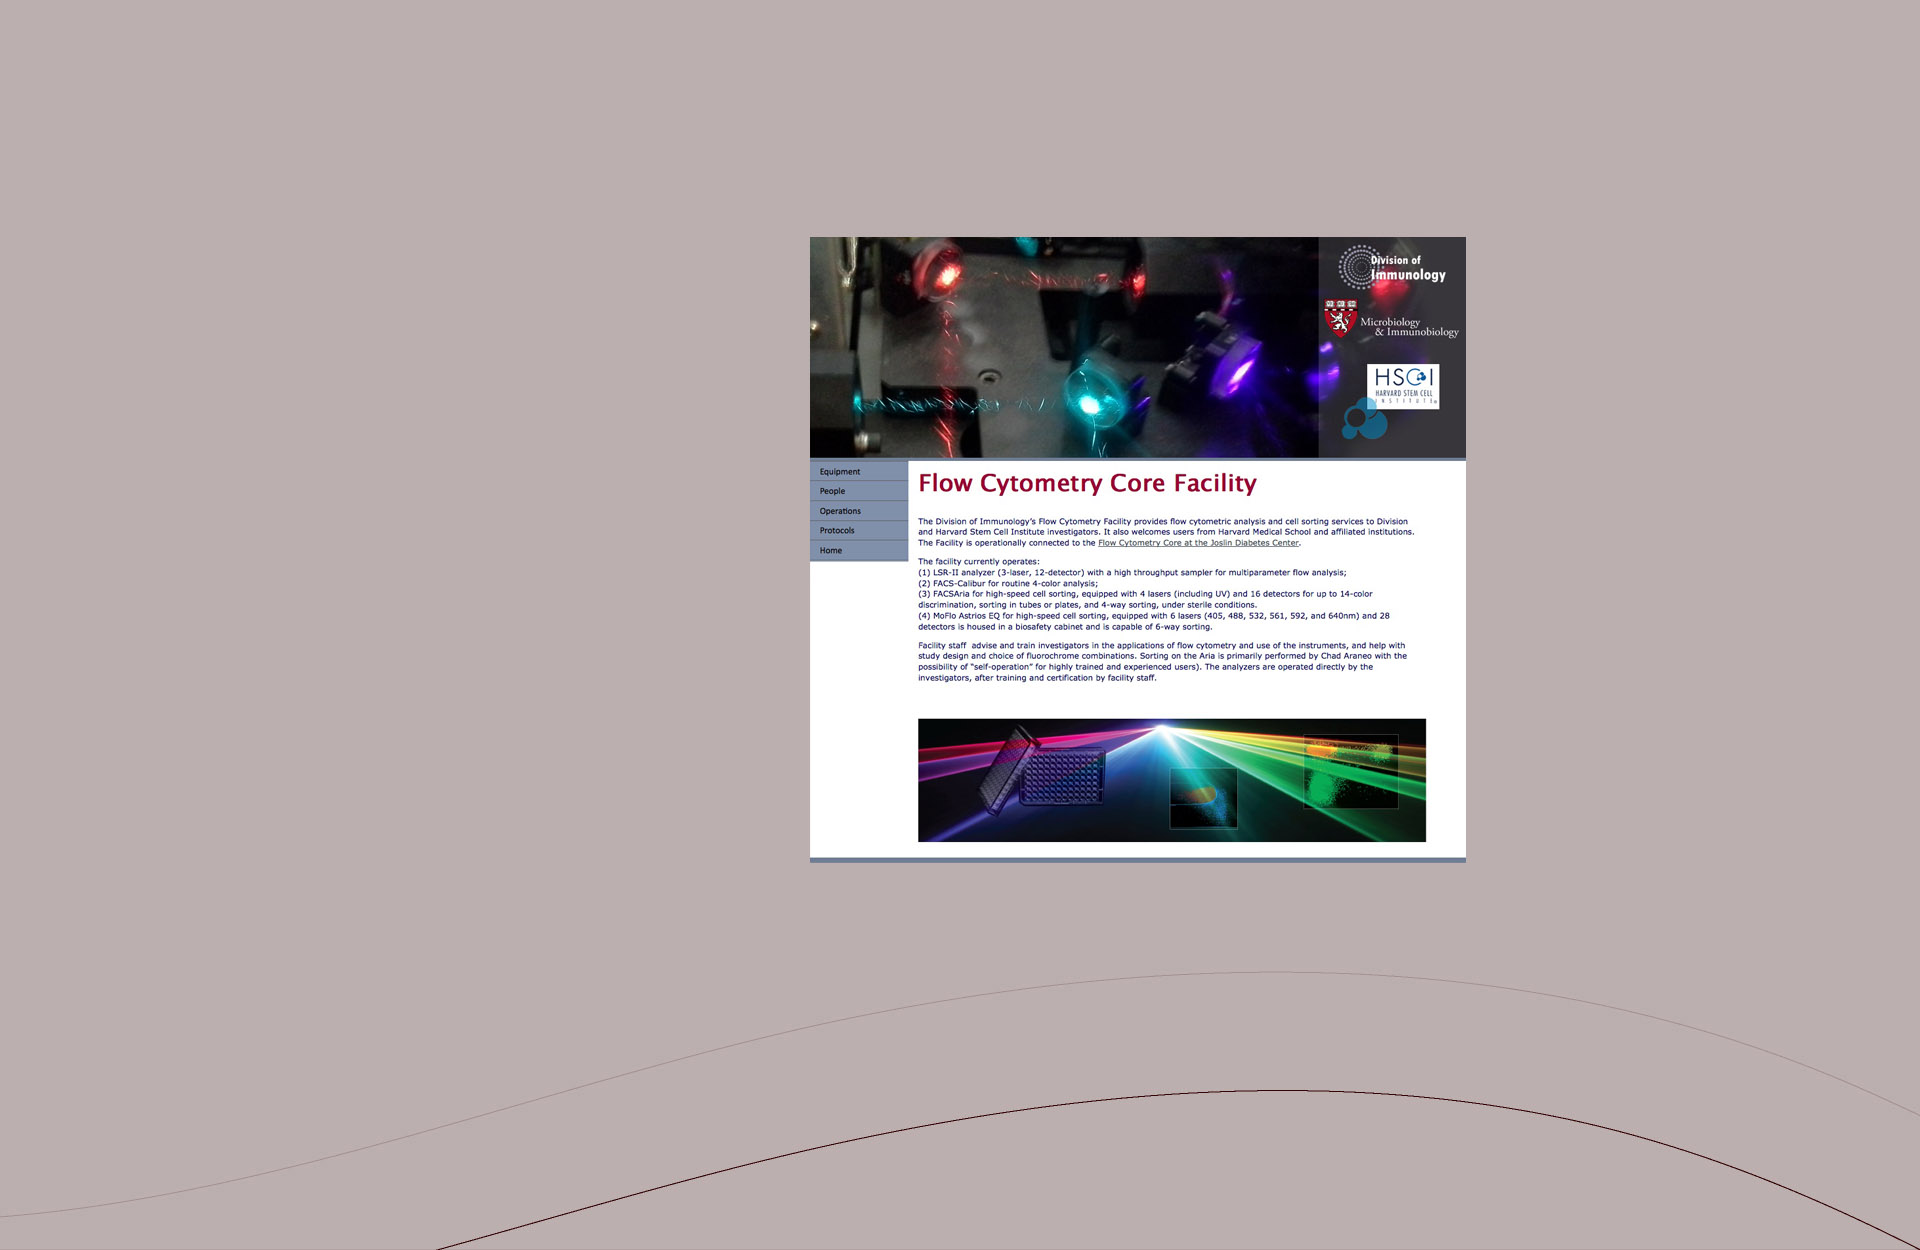 Division of
Immunology
Microbiology
& Immunobiology
HSCI
HARVARD STEM CELL
INSTITUTE
Equipment
People
Operations
Protocols
Home
Flow Cytometry Core Facility
The Division of Immunology's Flow Cytometry Facility provides flow cytometric analysis and cell sorting services to Division
and Harvard Stem Cell Institute investigators. It also welcomes users from Harvard Medical School and affiliated institutions.
The Facility is operationally connected to the Flow Cytometry Core at the Joslin Diabetes Center.
The facility currently operates:
(1) LSR-II analyzer (3-laser, 12-detector) with a high throughput sampler for multiparameter flow analysis;
(2) FACS-Calibur for routine 4-color analysis;
(3) FACSAria for high-speed cell sorting, equipped with 4 lasers (including UV) and 16 detectors for up to 14-color
discrimination, sorting in tubes or plates, and 4-way sorting, under sterile conditions.
(4) MoFlo Astrios EQ for high-speed cell sorting, equipped with 6 lasers (405, 488, 532, 561, 592, and 640nm) and 28
detectors is housed in a biosafety cabinet and is capable of 6-way sorting.
Facility staff  advise and train investigators in the applications of flow cytometry and use of the instruments, and help with
study design and choice of fluorochrome combinations. Sorting on the Aria is primarily performed by Chad Araneo with the
possibility of “self-operation” for highly trained and experienced users). The analyzers are operated directly by the
investigators, after training and certification by facility staff.